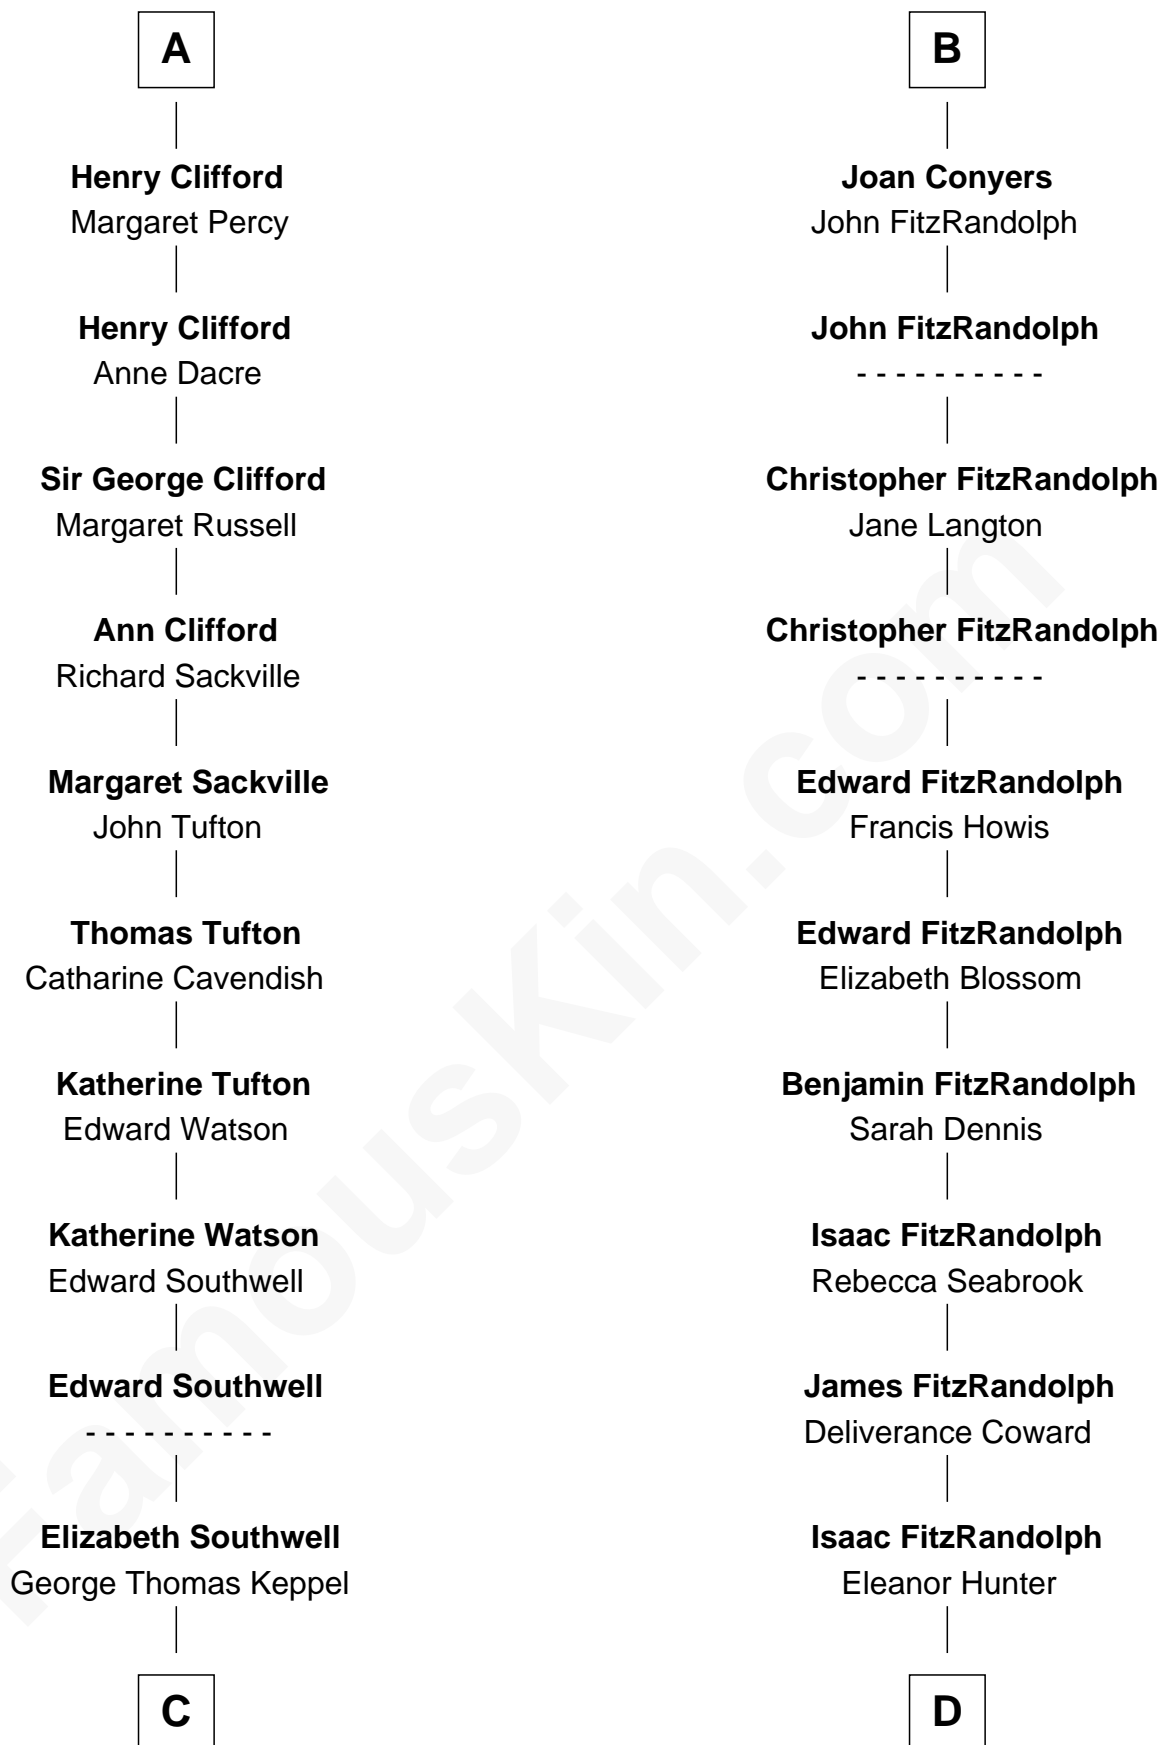 A
Henry Clifford
Margaret Percy
Henry Clifford
Anne Dacre
Sir George Clifford
Margaret Russell
Ann Clifford
Richard Sackville
Margaret Sackville
John Tufton
Thomas Tufton
Catharine Cavendish
Katherine Tufton
Edward Watson
Katherine Watson
Edward Southwell
Edward Southwell
- - - - - - - - - -
Elizabeth Southwell
George Thomas Keppel
C
B
Joan Conyers
John FitzRandolph
John FitzRandolph
- - - - - - - - - -
Christopher FitzRandolph
Jane Langton
Christopher FitzRandolph
- - - - - - - - - -
Edward FitzRandolph
Francis Howis
Edward FitzRandolph
Elizabeth Blossom
Benjamin FitzRandolph
Sarah Dennis
Isaac FitzRandolph
Rebecca Seabrook
James FitzRandolph
Deliverance Coward
Isaac FitzRandolph
Eleanor Hunter
D
FamousKin.com